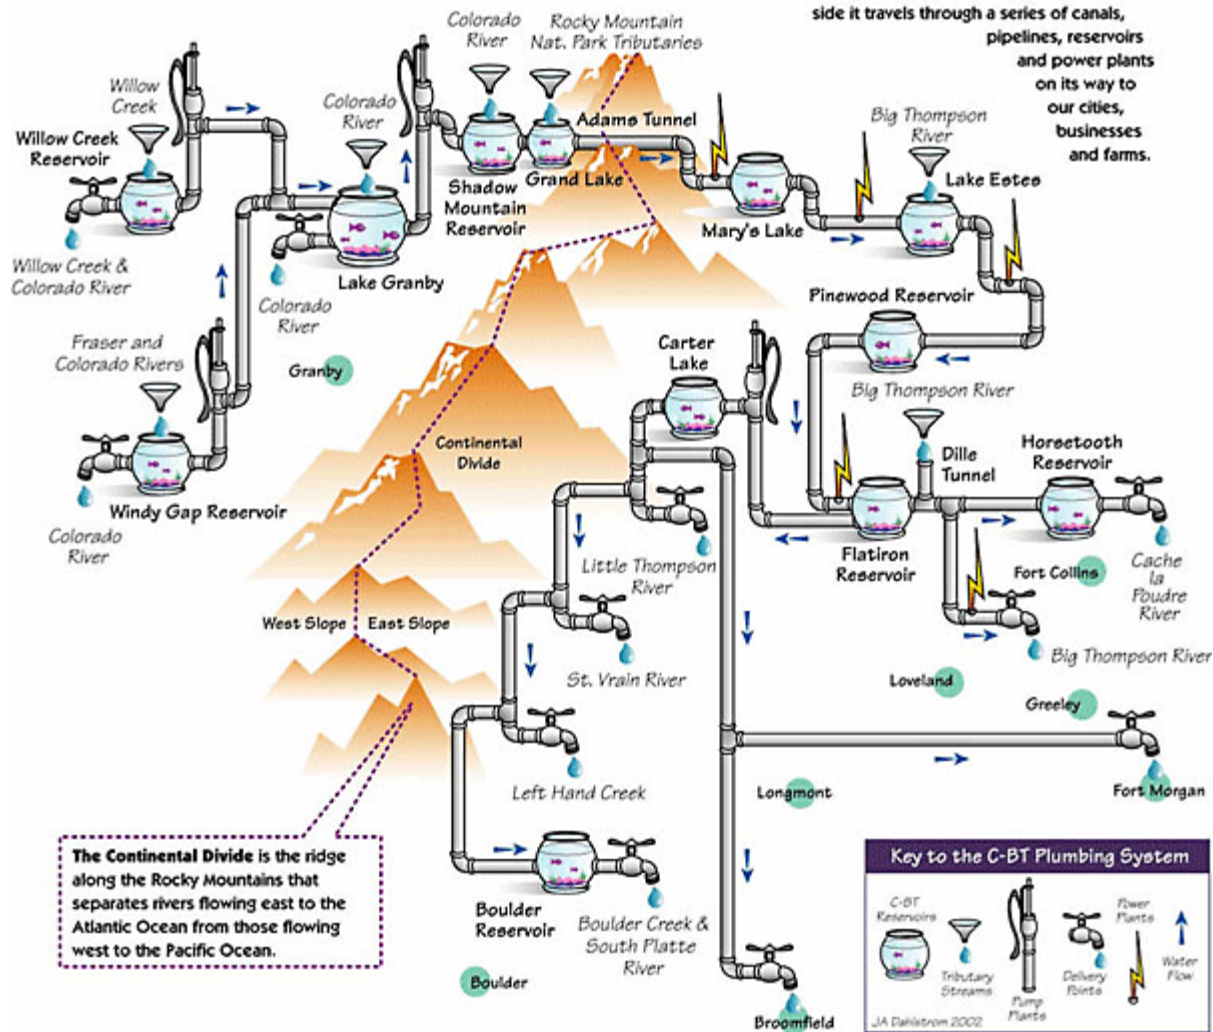 side it travels through a series of canals,
pipelines, reservoirs
and power plants
on its way to
our cities,
businesses
and farms.
Colorado
River
Rocky Mountain
Nat. Park Tributaries
Willow
Creek
Colorado
River
Adams Tunnel
Big Thompson
River
Willow Creek
Reservoir
Shadow
Mountain
Reservoir
Grand Lake
Lake Estes
Mary's Lake
Willow Creek &
Colorado River
Colorado
River
Lake Granby
Pinewood Reservoir
Fraser and
Colorado Rivers
Granby
Carter
Lake
Big Thompson River
Continental
Divide
Dille
Tunnel
Horsetooth
Reservoir
Windy Gap Reservoir
Colorado
River
Little Thompson
River
Flatiron
Reservoir
Fort Collins
Cache
la
Poudre
River
West Slope
East Slope
St. Vrain River
Big Thompson River
Loveland
Greeley
Left Hand Creek
Longmont
Fort Morgan
The Continental Divide is the ridge
along the Rocky Mountains that
separates rivers flowing east to the
Atlantic Ocean from those flowing
west to the Pacific Ocean.
Boulder
Reservoir
Boulder Creek &
South Platte
River
Boulder
Broomfield
Key to the C-BT Plumbing System
C-BT
Reservoirs
Tributary
Streams
Pump
Plants
Delivery
Points
Power
Plants
Water
Flow
JA Dahlstrom 2002